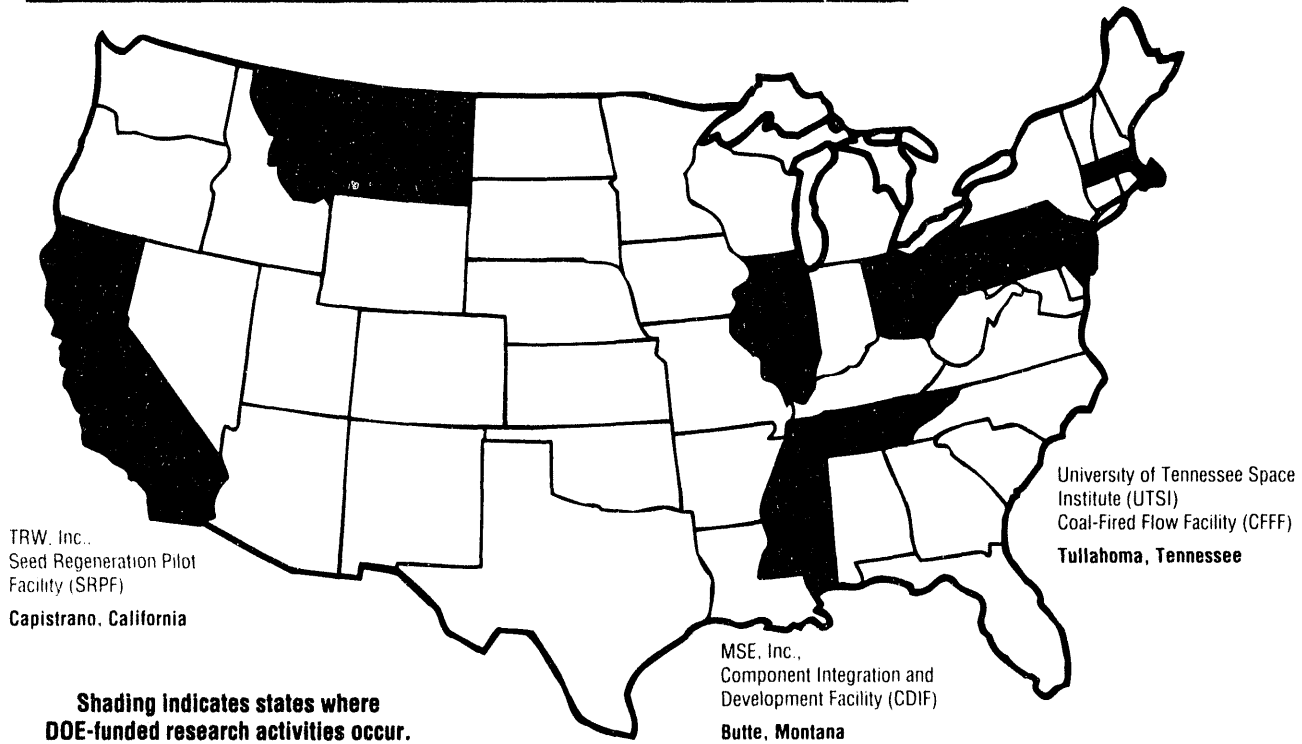 TRW, Inc.,
Seed Regeneration Pilot
Facility (SRPF)
Capistrano, California
Shading indicates states where
DOE-funded research activities occur.
MSE, Inc.,
Component Integration and
Development Facility (CDIF)
Butte, Montana
University of Tennessee Space
Institute (UTSI)
Coal-Fired Flow Facility (CFFF)
Tullahoma, Tennessee